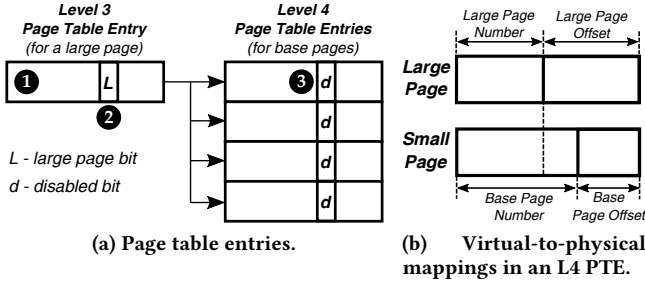 Level 3
Page Table Entry
(for a large page)
1
L
2
L - large page bit
d - disabled bit
Level 4
Page Table Entries
(for base pages)
3
d
d
d
d
(a) Page table entries.
Large Page
Number
Large Page
Offset
Large
Page
Small
Page
Base Page
Number
Base
Page Offset
(b) Virtual-to-physical
mappings in an L4 PTE.